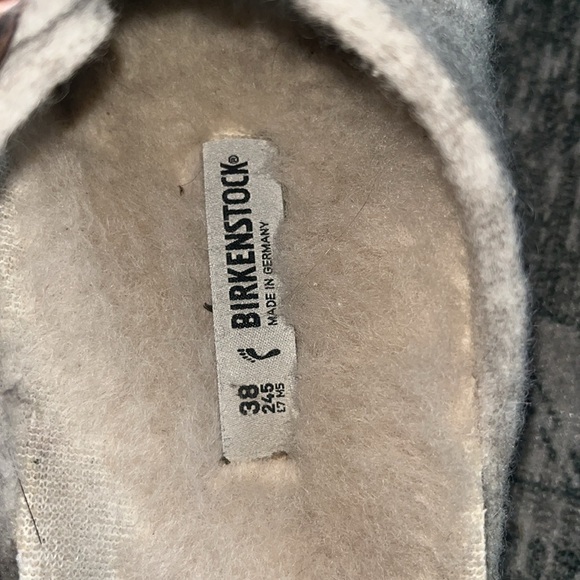 BIRKENSTOCK®
MADE IN GERMANY
38
245
L7 M5